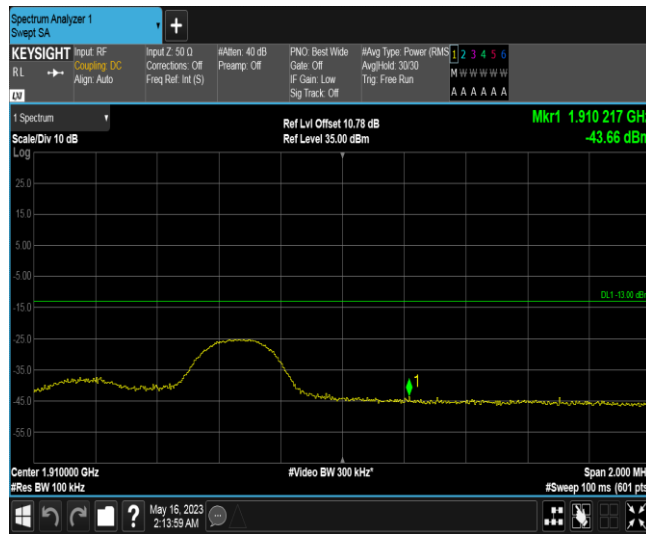 Spectrum Analyzer 1
Swept SA
KEYSIGHT
RL
LXI
Input: RF
Coupling: DC
Align: Auto
Input Z: 50 Ω
Corrections: Off
Freq Ref: Int (S)
#Atten: 40 dB
Preamp: Off
PNO: Best Wide
Gate: Off
IF Gain: Low
Sig Track: Off
#Avg Type: Power (RMS
Avg|Hold: 30/30
Trig: Free Run
1 2 3 4 5 6
M W W W W W
A A A A A A
1 Spectrum
Scale/Div 10 dB
Log
Ref Lvl Offset 10.78 dB
Ref Level 35.00 dBm
Mkr1 1.910 217 GHz
-43.66 dBm
25.0
15.0
5.00
-5.00
DL1 -13.00 dBm
-15.0
-25.0
-35.0
1
-45.0
-55.0
Center 1.910000 GHz
#Res BW 100 kHz
#Video BW 300 kHz*
Span 2.000 MH
#Sweep 100 ms (601 pts
?
May 16, 2023
2:13:59 AM